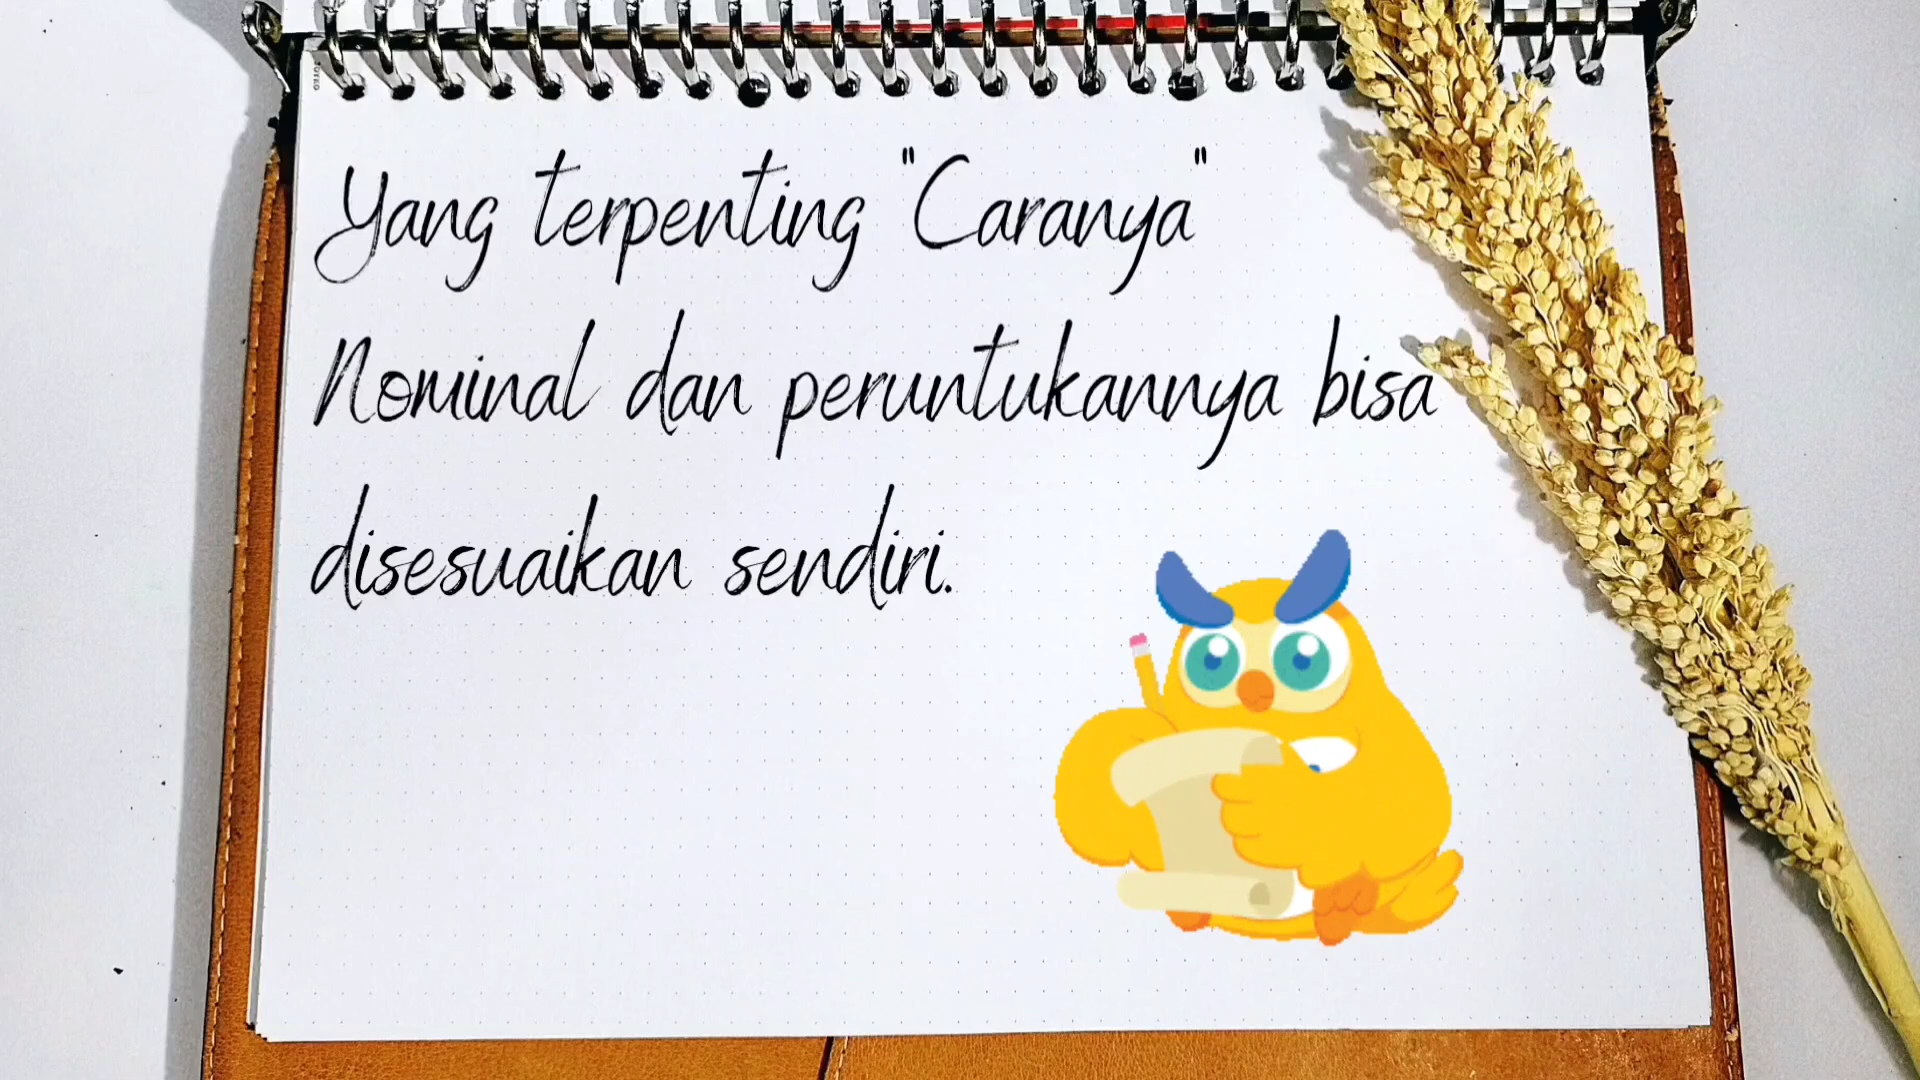 Yang terpenting "Caranya"
Nominal dan peruntukannya bisa
disesuaikan sendiri.